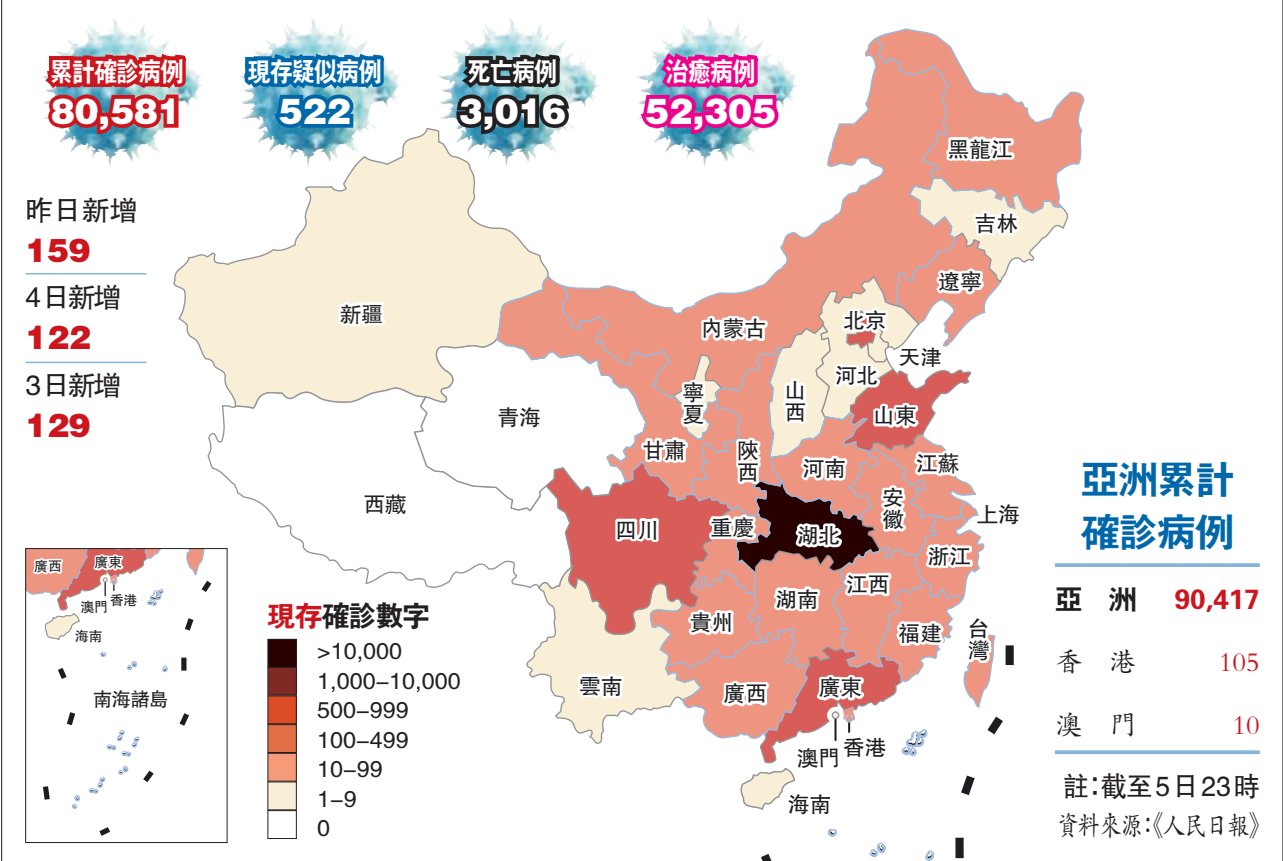 累計確診病例
80,581
現存疑似病例
522
死亡病例
3,016
治癒病例
52,305
昨日新增
159
4日新增
122
3日新增
129
黑龍江
吉林
遼寧
新疆
內蒙古
北京
天津
河北
山西
寧夏
青海
山東
甘肅
陝西
河南
江蘇
西藏
安徽
上海
四川
重慶
湖北
浙江
江西
湖南
貴州
福建
台灣
雲南
廣西
廣東
澳門
香港
海南
廣西
廣東
澳門
香港
海南
南海諸島
現存確診數字
>10,000
1,000–10,000
500–999
100–499
10–99
1–9
0
亞洲累計
確診病例
亞洲 90,417
香港 105
澳門 10
註:截至5日23時
資料來源:《人民日報》